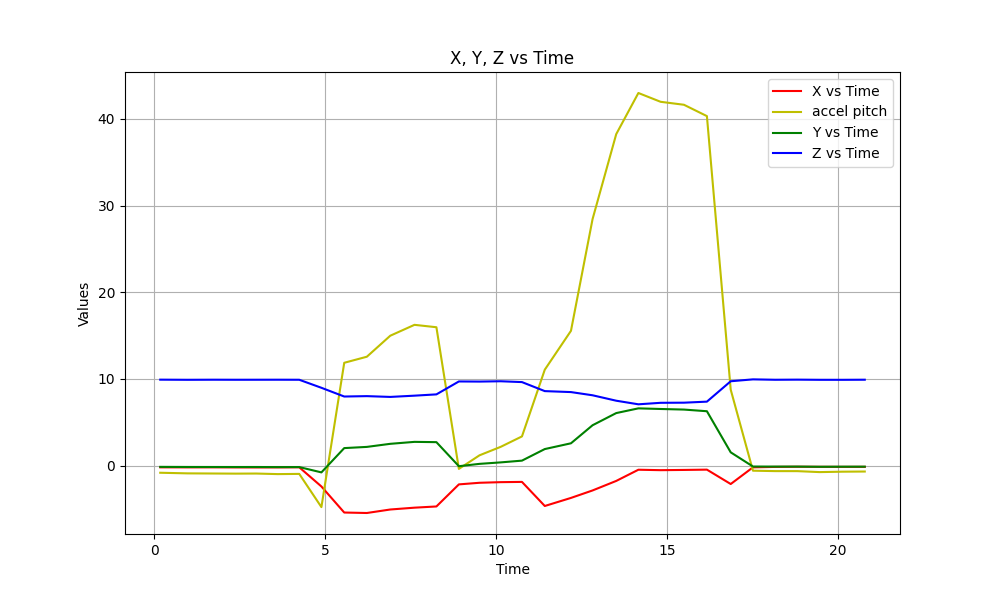 X, Y, Z vs Time
X vs Time
accel pitch
Y vs Time
Z vs Time
Values
40
30
20
10
0
0 5 10 15 20
Time